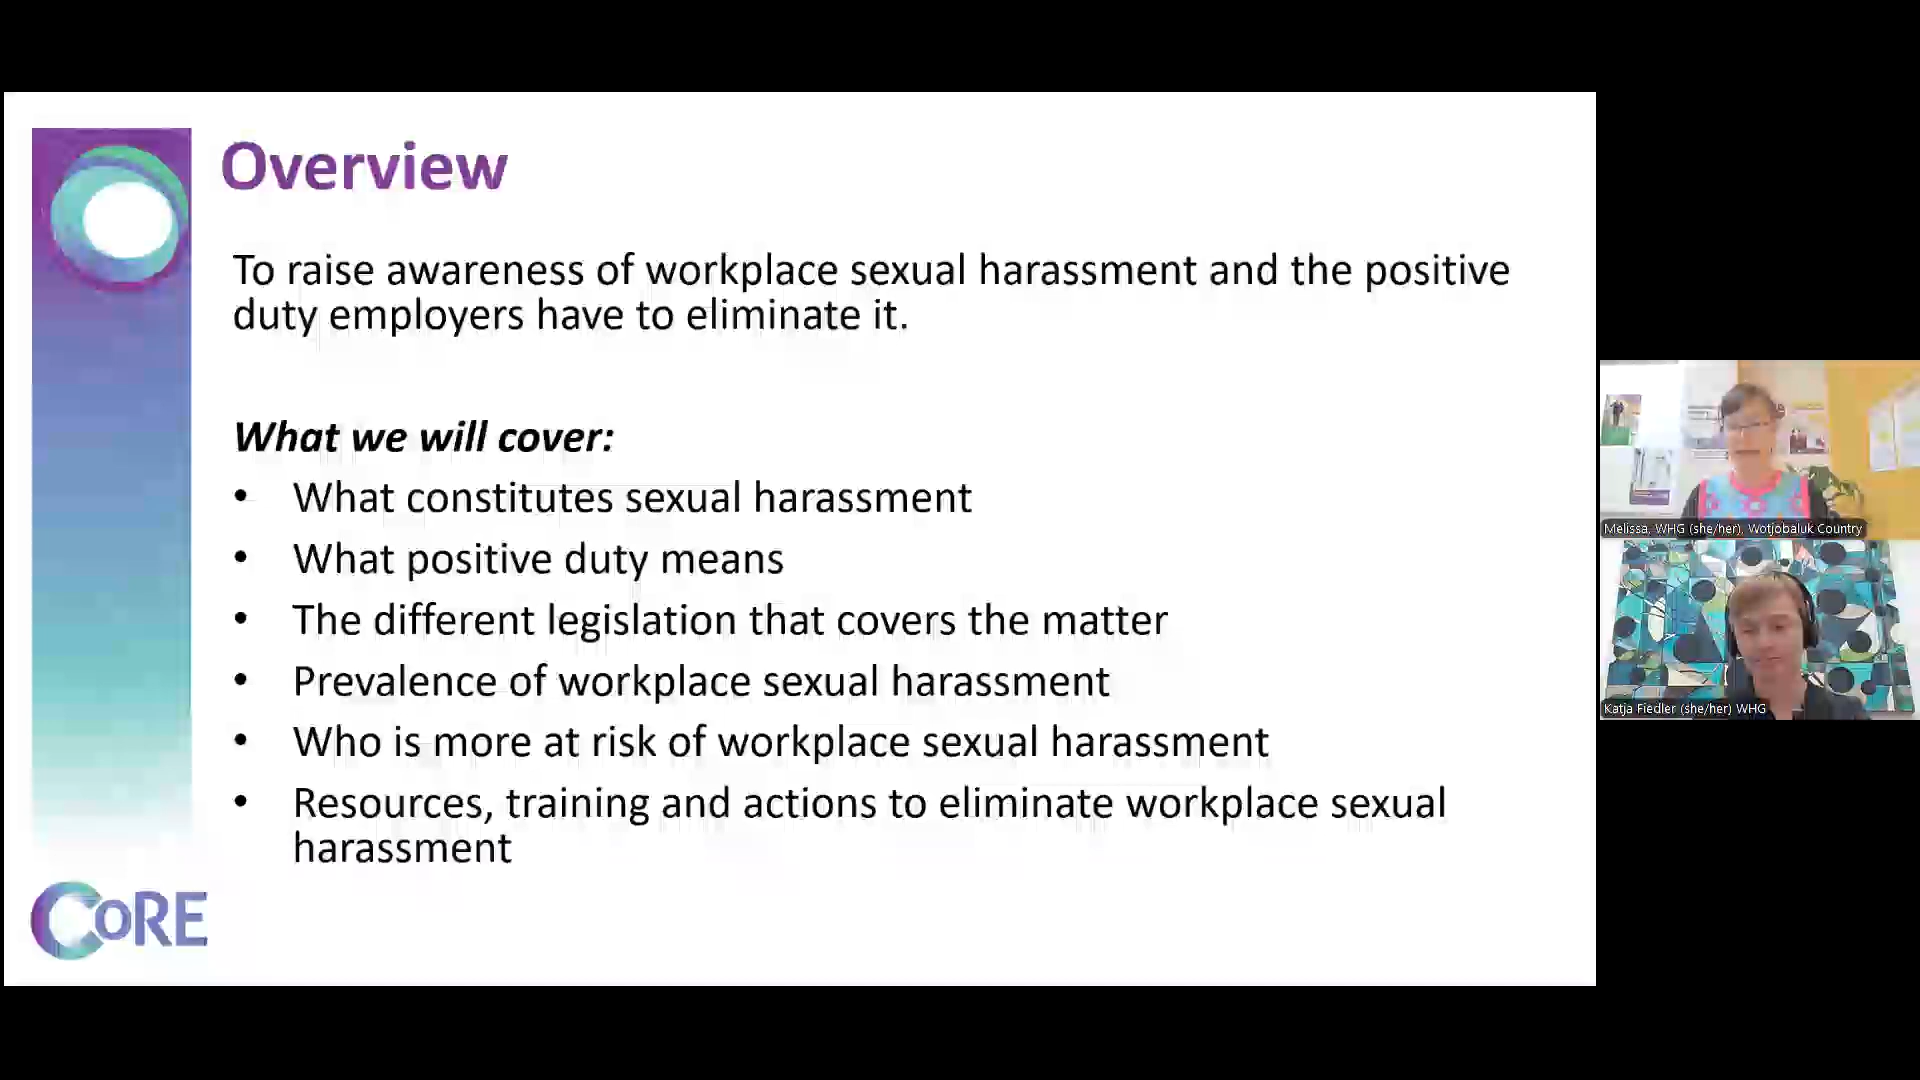 Overview
To raise awareness of workplace sexual harassment and the positive
duty employers have to eliminate it.
What we will cover:
• What constitutes sexual harassment
• What positive duty means
• The different legislation that covers the matter
• Prevalence of workplace sexual harassment
• Who is more at risk of workplace sexual harassment
• Resources, training and actions to eliminate workplace sexual
harassment
CoRE
Melissa, WHG (she/her), Wotjobaluk Country
Katja Fiedler (she/her) WHG